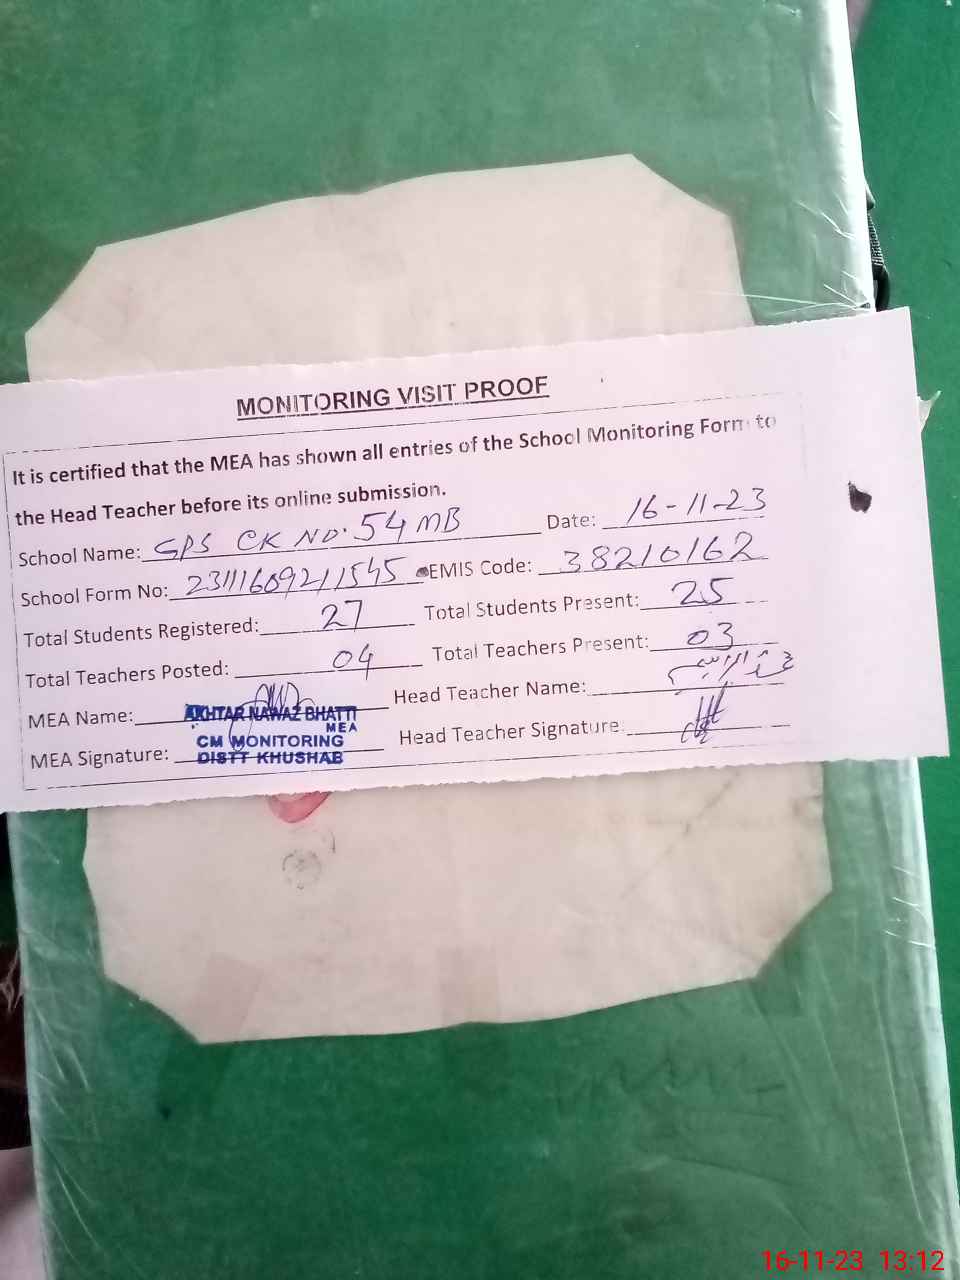 MONITORING VISIT PROOF
It is certified that the MEA has shown all entries of the School Monitoring Form to
the Head Teacher before its online submission.
School Name: GPS CK NO. 54 MB Date: 16-11-23
School Form No: 23111609211545 EMIS Code: 38210162
Total Students Registered: 27 Total Students Present: 25
Total Teachers Posted: 04 Total Teachers Present: 03
MEA Name: AKHTAR NAWAZ BHATTI Head Teacher Name:
MEA
CM MONITORING
MEA Signature: DISTT KHUSHAB Head Teacher Signature:
16-11-23 13:12